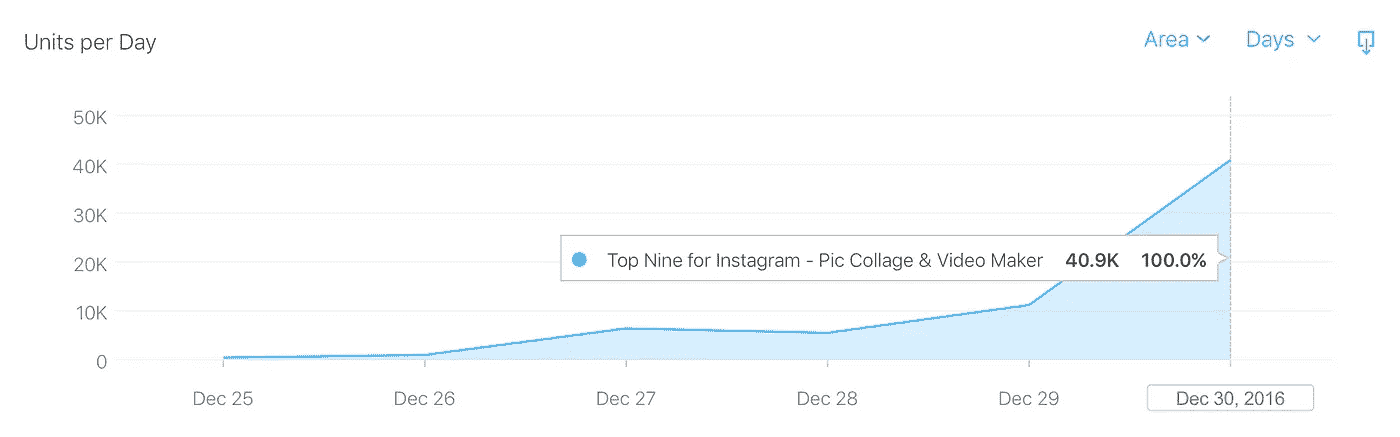 Units per Day
Area Days
50K
40K
30K
20K
10K
0
Top Nine for Instagram - Pic Collage & Video Maker 40.9K 100.0%
Dec 25 Dec 26 Dec 27 Dec 28 Dec 29 Dec 30, 2016